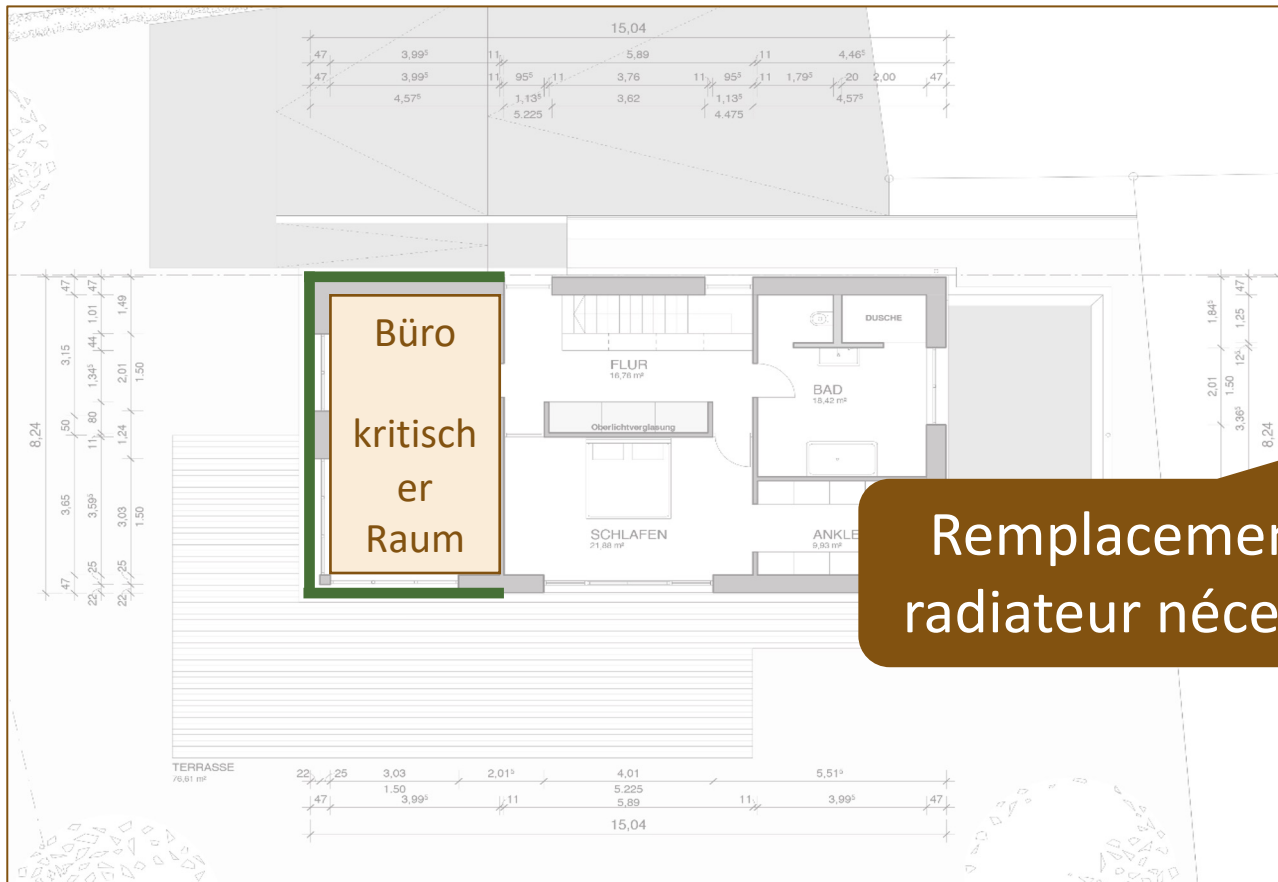 15,04
47 3,99⁵ 11 5,89 11 4,46⁵
47 3,99⁵ 11 95⁵ 11 3,76 11 95⁵ 11 1,79⁵ 20 2,00 47
4,57⁵ 1,13⁵ 3,62 1,13⁵ 4,57⁵
5.225 4.475
8,24
47 3,15 50 3,65 47
47 1,01 44 1,34⁵ 80 11 3,59⁵ 25 22
1,49 2,01 1,24 3,03 25 22
1.50 1.50
Büro
kritisch
er
Raum
FLUR
16,76 m²
Oberlichtverglasung
SCHLAFEN
21,88 m²
DUSCHE
BAD
18,42 m²
ANKLE
9,93 m²
1,84⁵ 2,01
47 1,25 12⁵ 3,36⁵
1.50
8,24
Remplacemen
radiateur néce
TERRASSE
76,61 m²
22 25 3,03 2,01⁵ 4,01 5,51⁵
1.50 5.225
47 3,99⁵ 11 5,89 11 3,99⁵ 47
15,04